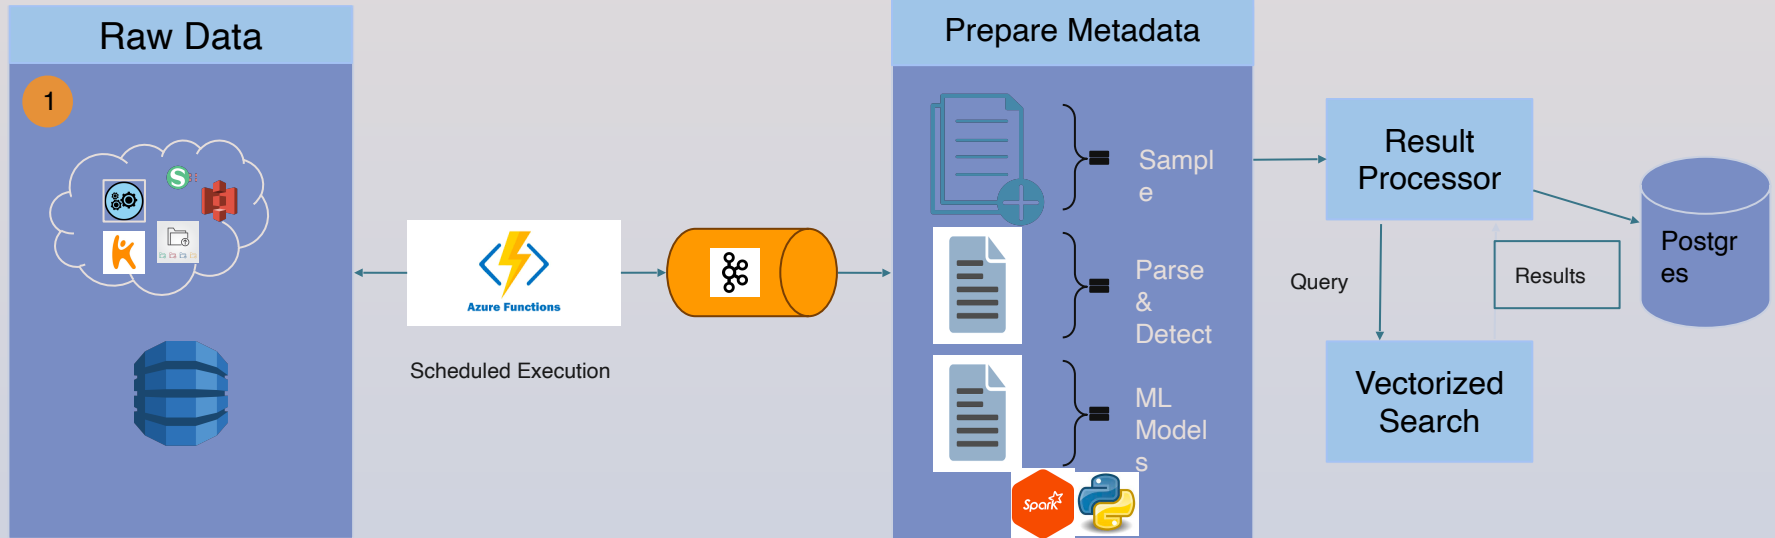 Raw Data
1
S
Azure Functions
Scheduled Execution
Prepare Metadata
Sampl
e
Parse
&
Detect
ML
Model
s
Spark
Result
Processor
Query
Results
Vectorized
Search
Postgr
es